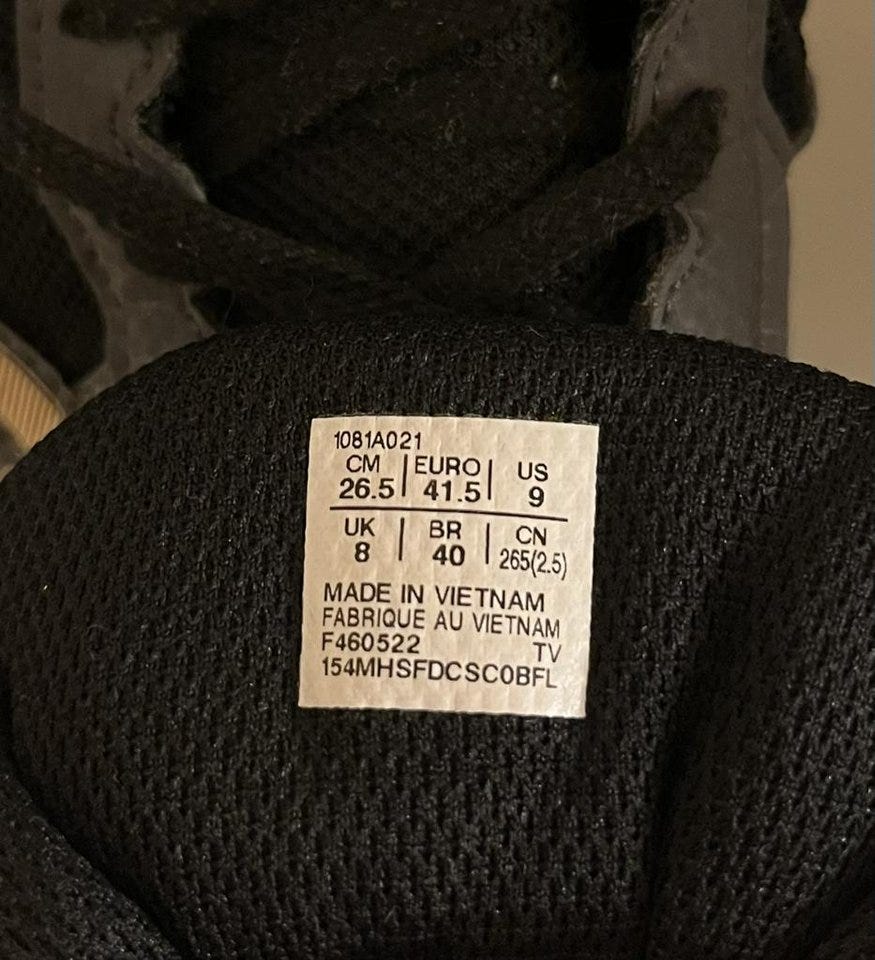 1081A021
CM | EURO | US
26.5 | 41.5 | 9
UK | BR | CN
8 | 40 | 265(2.5)
MADE IN VIETNAM
FABRIQUE AU VIETNAM
F460522 TV
154MHSFDCSC0BFL